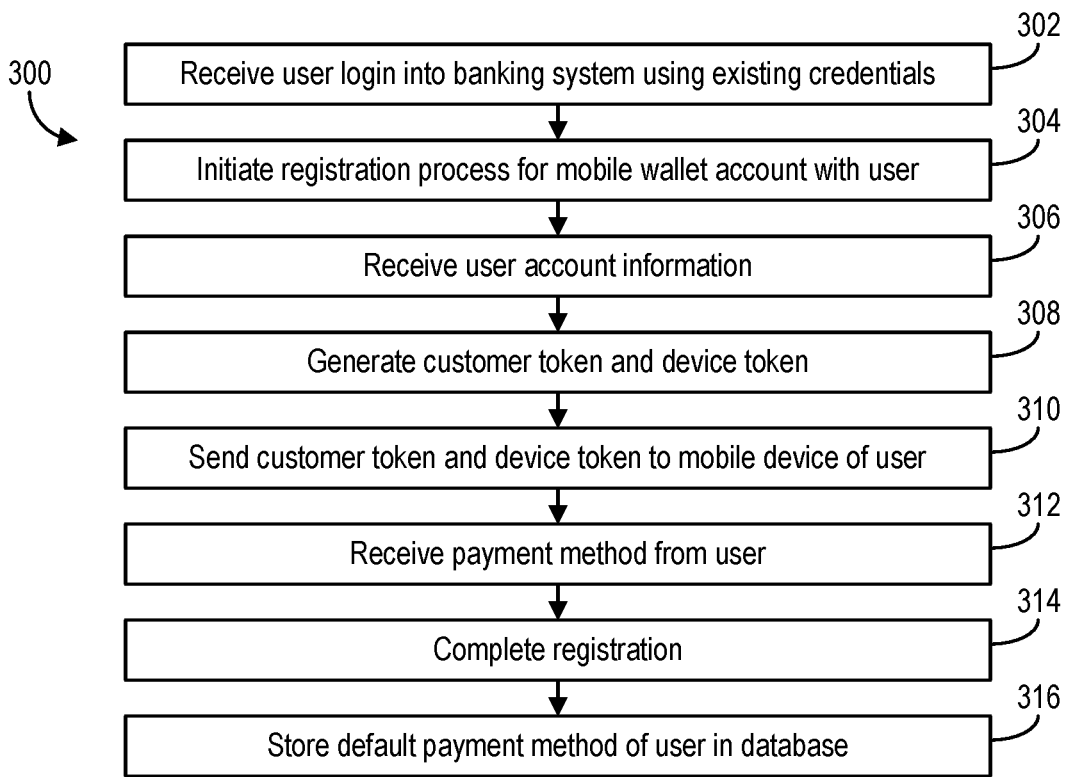 302
300
Receive user login into banking system using existing credentials
304
Initiate registration process for mobile wallet account with user
306
Receive user account information
308
Generate customer token and device token
310
Send customer token and device token to mobile device of user
312
Receive payment method from user
314
Complete registration
316
Store default payment method of user in database